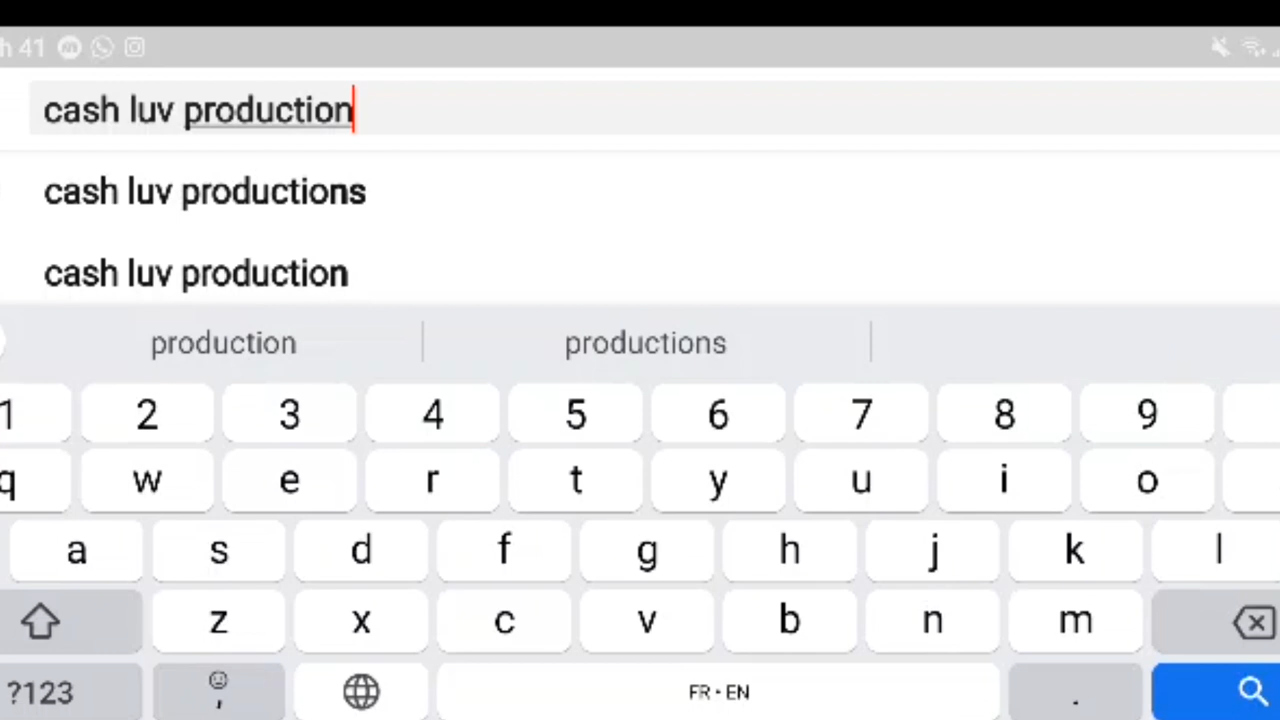 h 41
cash luv production
cash luv productions
cash luv production
production productions
1 2 3 4 5 6 7 8 9
q w e r t y u i o
a s d f g h j k l
z x c v b n m
?123 , FR • EN .